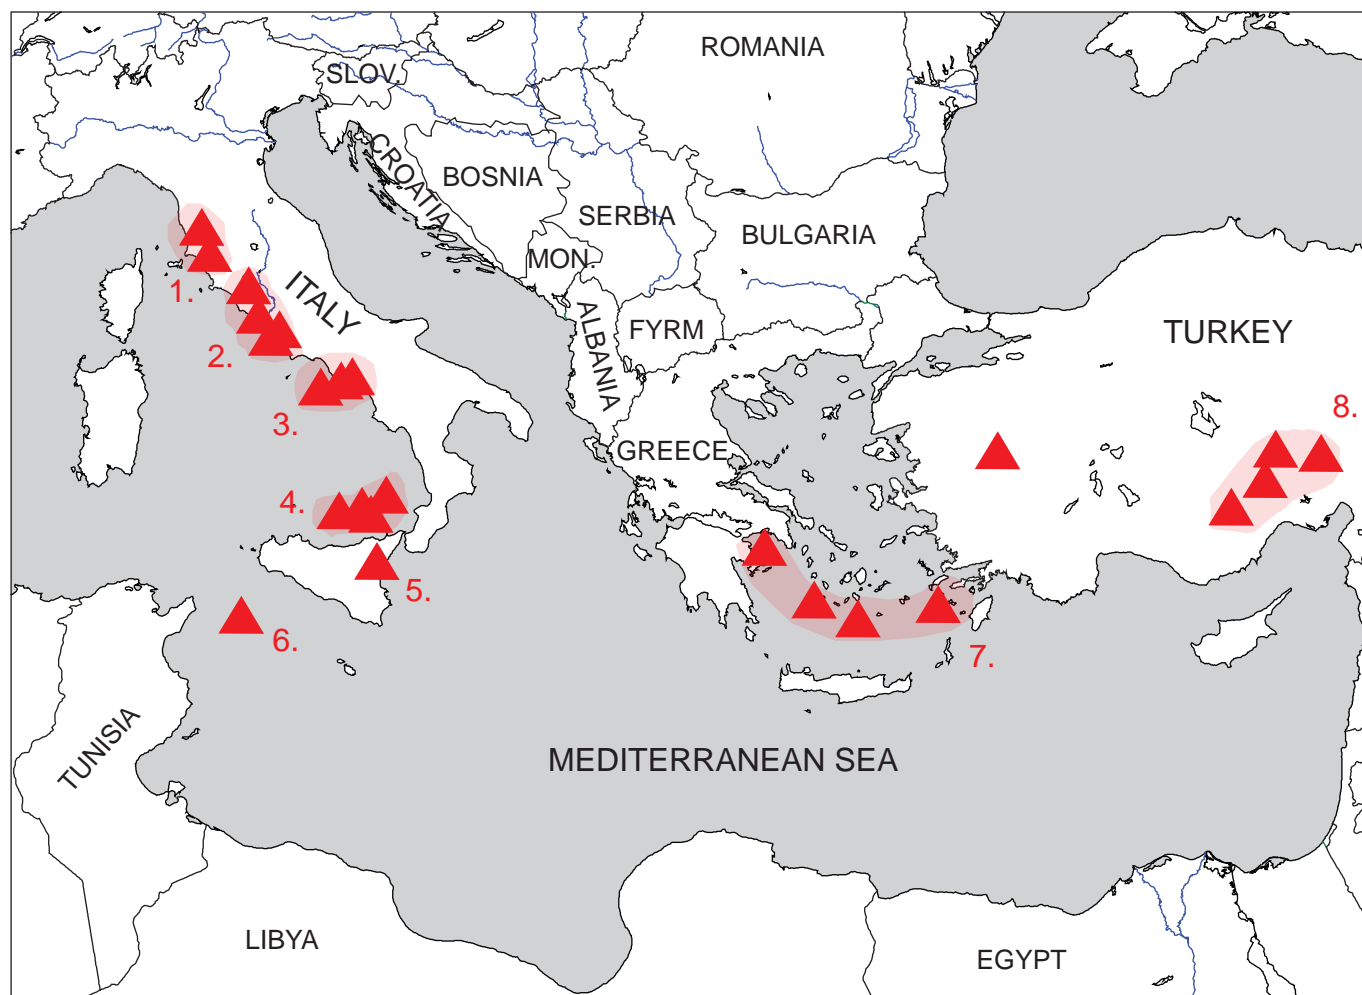 ROMANIA
SLOV.
CROATIA
BOSNIA
SERBIA
BULGARIA
MON.
1.
ITALY
ALBANIA
FYRM
TURKEY
2.
3.
GREECE
8.
4.
5.
6.
7.
TUNISIA
MEDITERRANEAN SEA
LIBYA
EGYPT